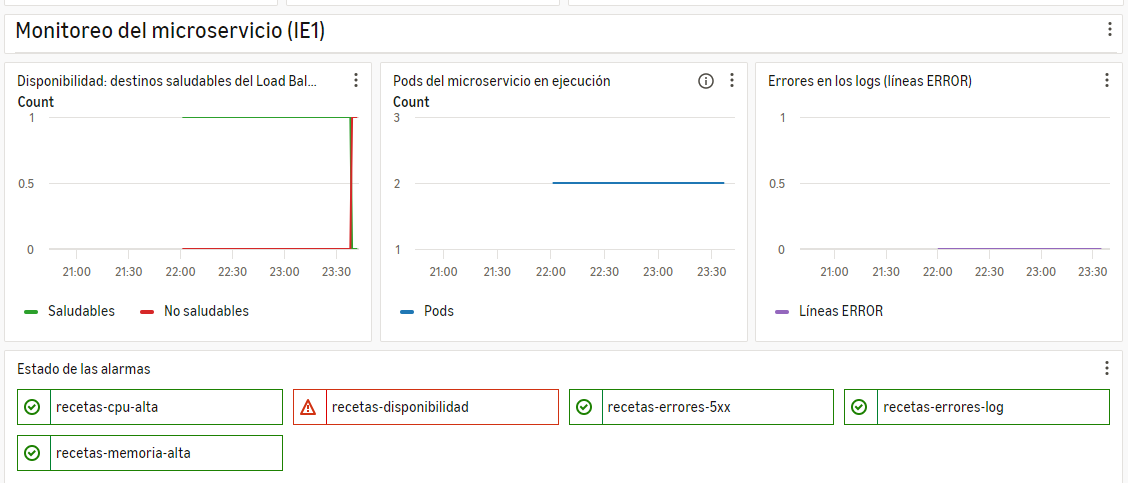 Monitoreo del microservicio (IE1)
Disponibilidad: destinos saludables del Load Bal...
Count
1
0.5
0
21:00 21:30 22:00 22:30 23:00 23:30
Saludables No saludables
Pods del microservicio en ejecución
Count
3
2
1
21:00 21:30 22:00 22:30 23:00 23:30
Pods
Errores en los logs (líneas ERROR)
1
0.5
0
21:00 21:30 22:00 22:30 23:00 23:30
Líneas ERROR
Estado de las alarmas
recetas-cpu-alta
recetas-disponibilidad
recetas-errores-5xx
recetas-errores-log
recetas-memoria-alta